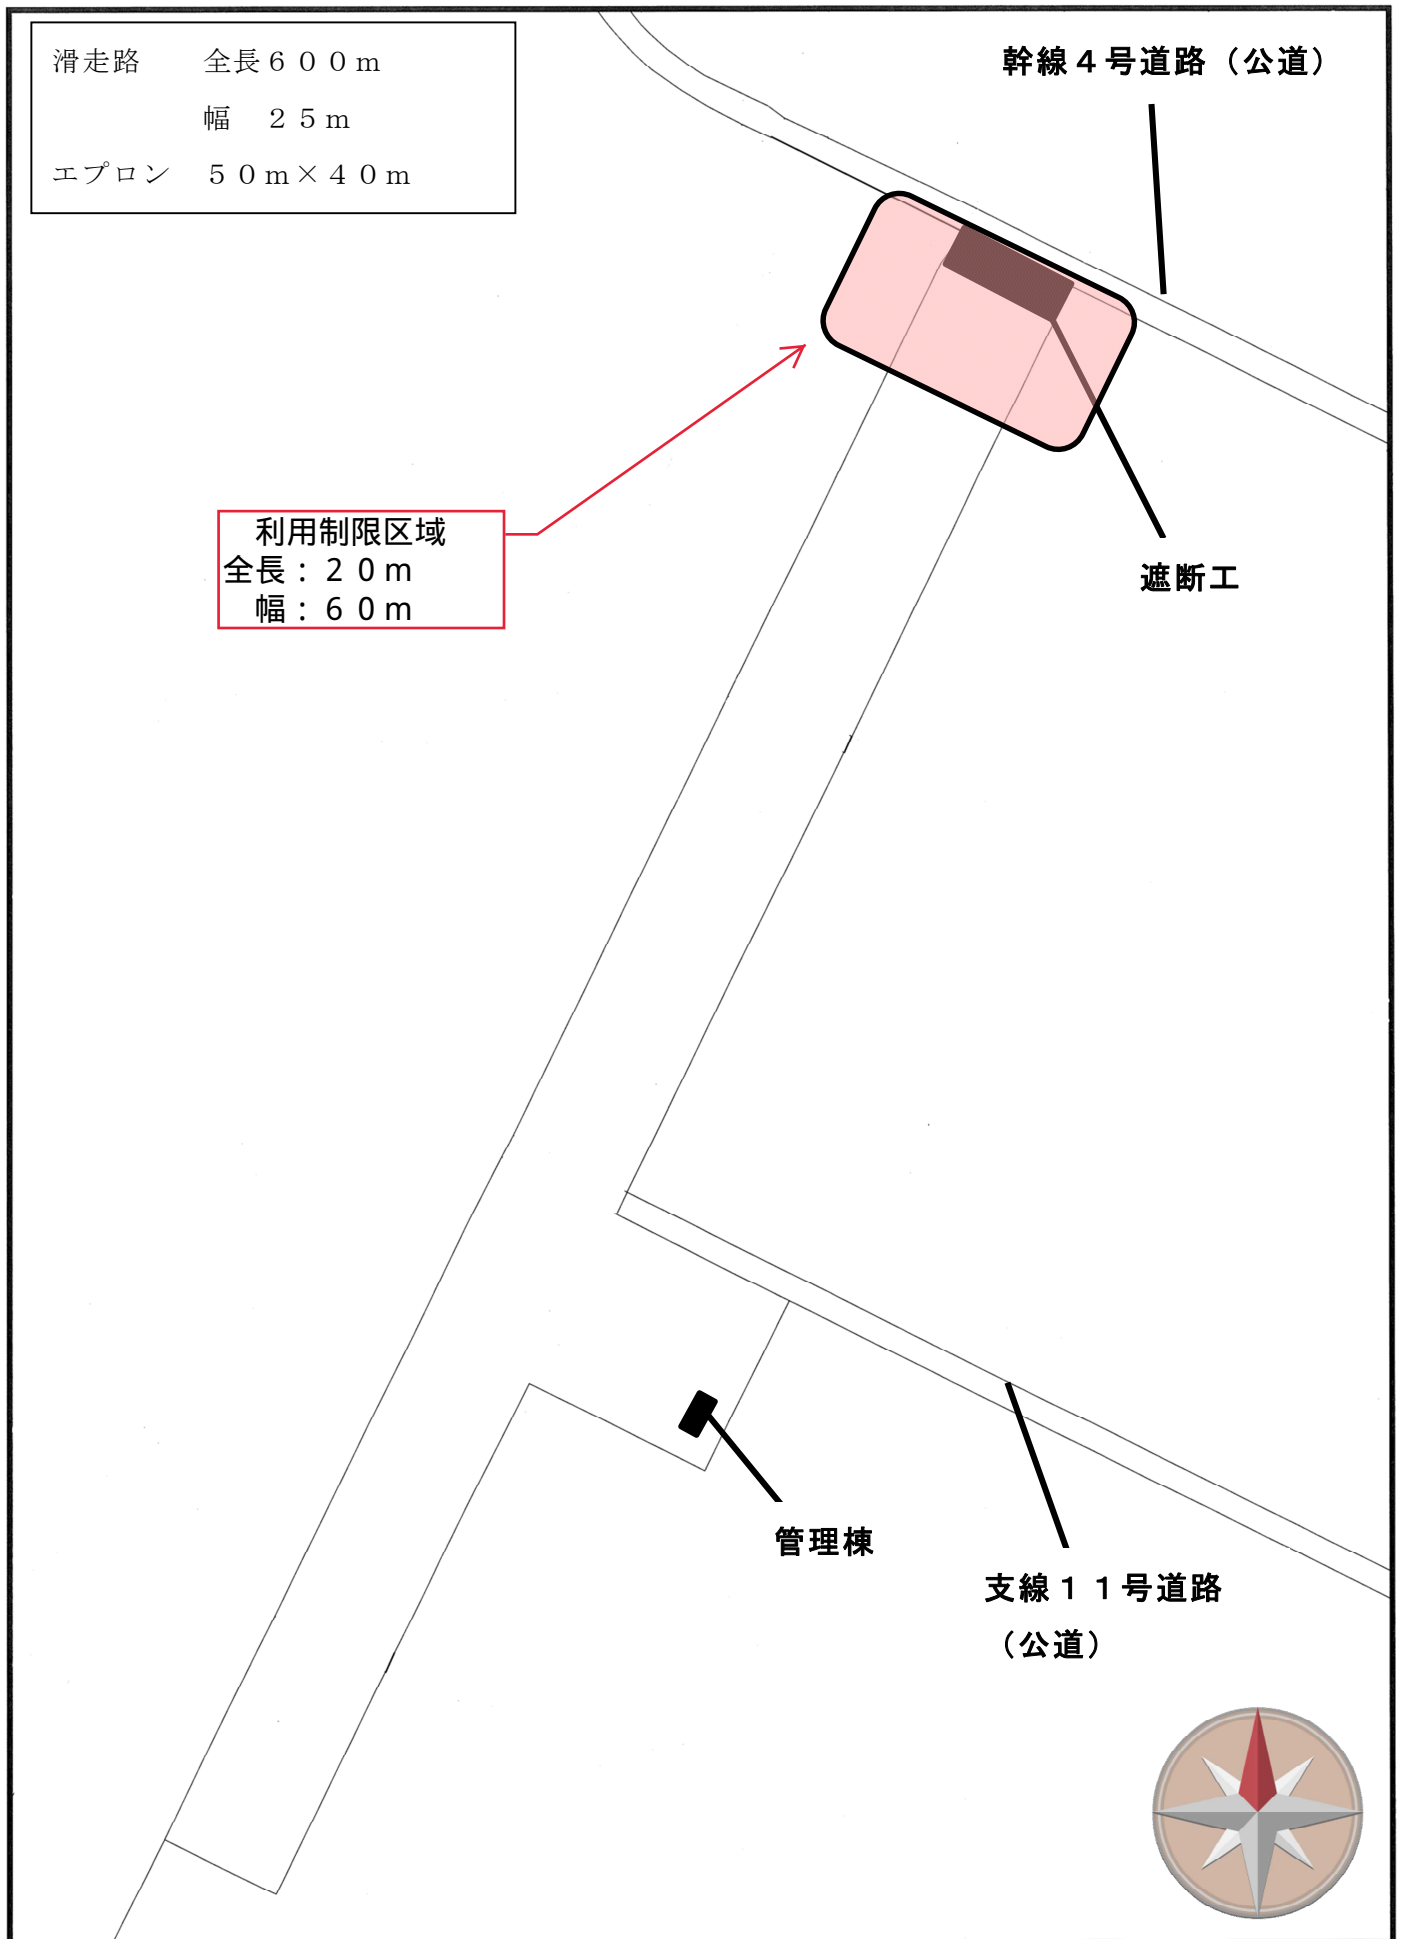 滑走路　　全長６００ｍ
幅　２５ｍ
エプロン　５０ｍ×４０ｍ
幹線４号道路（公道）
利用制限区域
全長：２０ｍ
幅：６０ｍ
遮断工
管理棟
支線１１号道路
（公道）